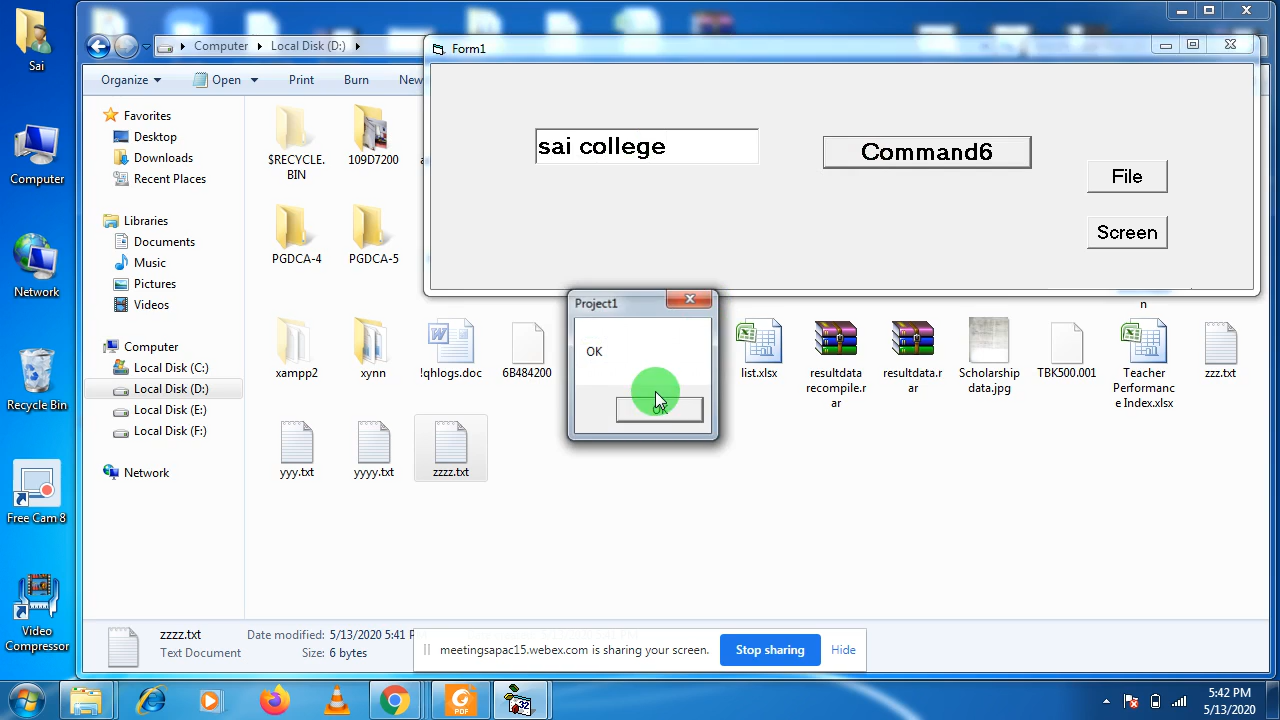 Sai
Computer
Network
Recycle Bin
Free Cam 8
Video
Compressor
Computer
Local Disk (D:)
Organize
Open
Print
Burn
New
Favorites
Desktop
Downloads
Recent Places
Libraries
Documents
Music
Pictures
Videos
Computer
Local Disk (C:)
Local Disk (D:)
Local Disk (E:)
Local Disk (F:)
Network
$RECYCLE.
BIN
109D7200
PGDCA-4
PGDCA-5
Form1
sai college
Command6
File
Screen
n
xampp2
xynn
!qhlogs.doc
6B484200
list.xlsx
resultdata
recompile.r
ar
resultdata.r
ar
Scholarship
data.jpg
TBK500.001
Teacher
Performanc
e Index.xlsx
zzz.txt
yyy.txt
yyyy.txt
zzzz.txt
Project1
OK
OK
zzzz.txt
Text Document
Date modified: 5/13/2020 5:41 P
Size: 6 bytes
meetingsapac15.webex.com is sharing your screen.
Stop sharing
Hide
PDF
32
5:42 PM
5/13/2020